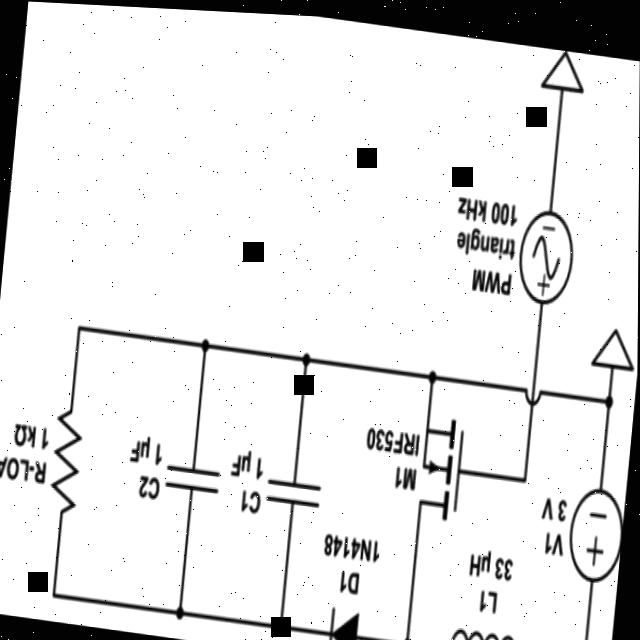 V1
3 V
L1
33 µH
D1
1N4148
M1
IRF530
C1
1 µF
C2
1 µF
1 kΩ
PWM
triangle
100 kHz